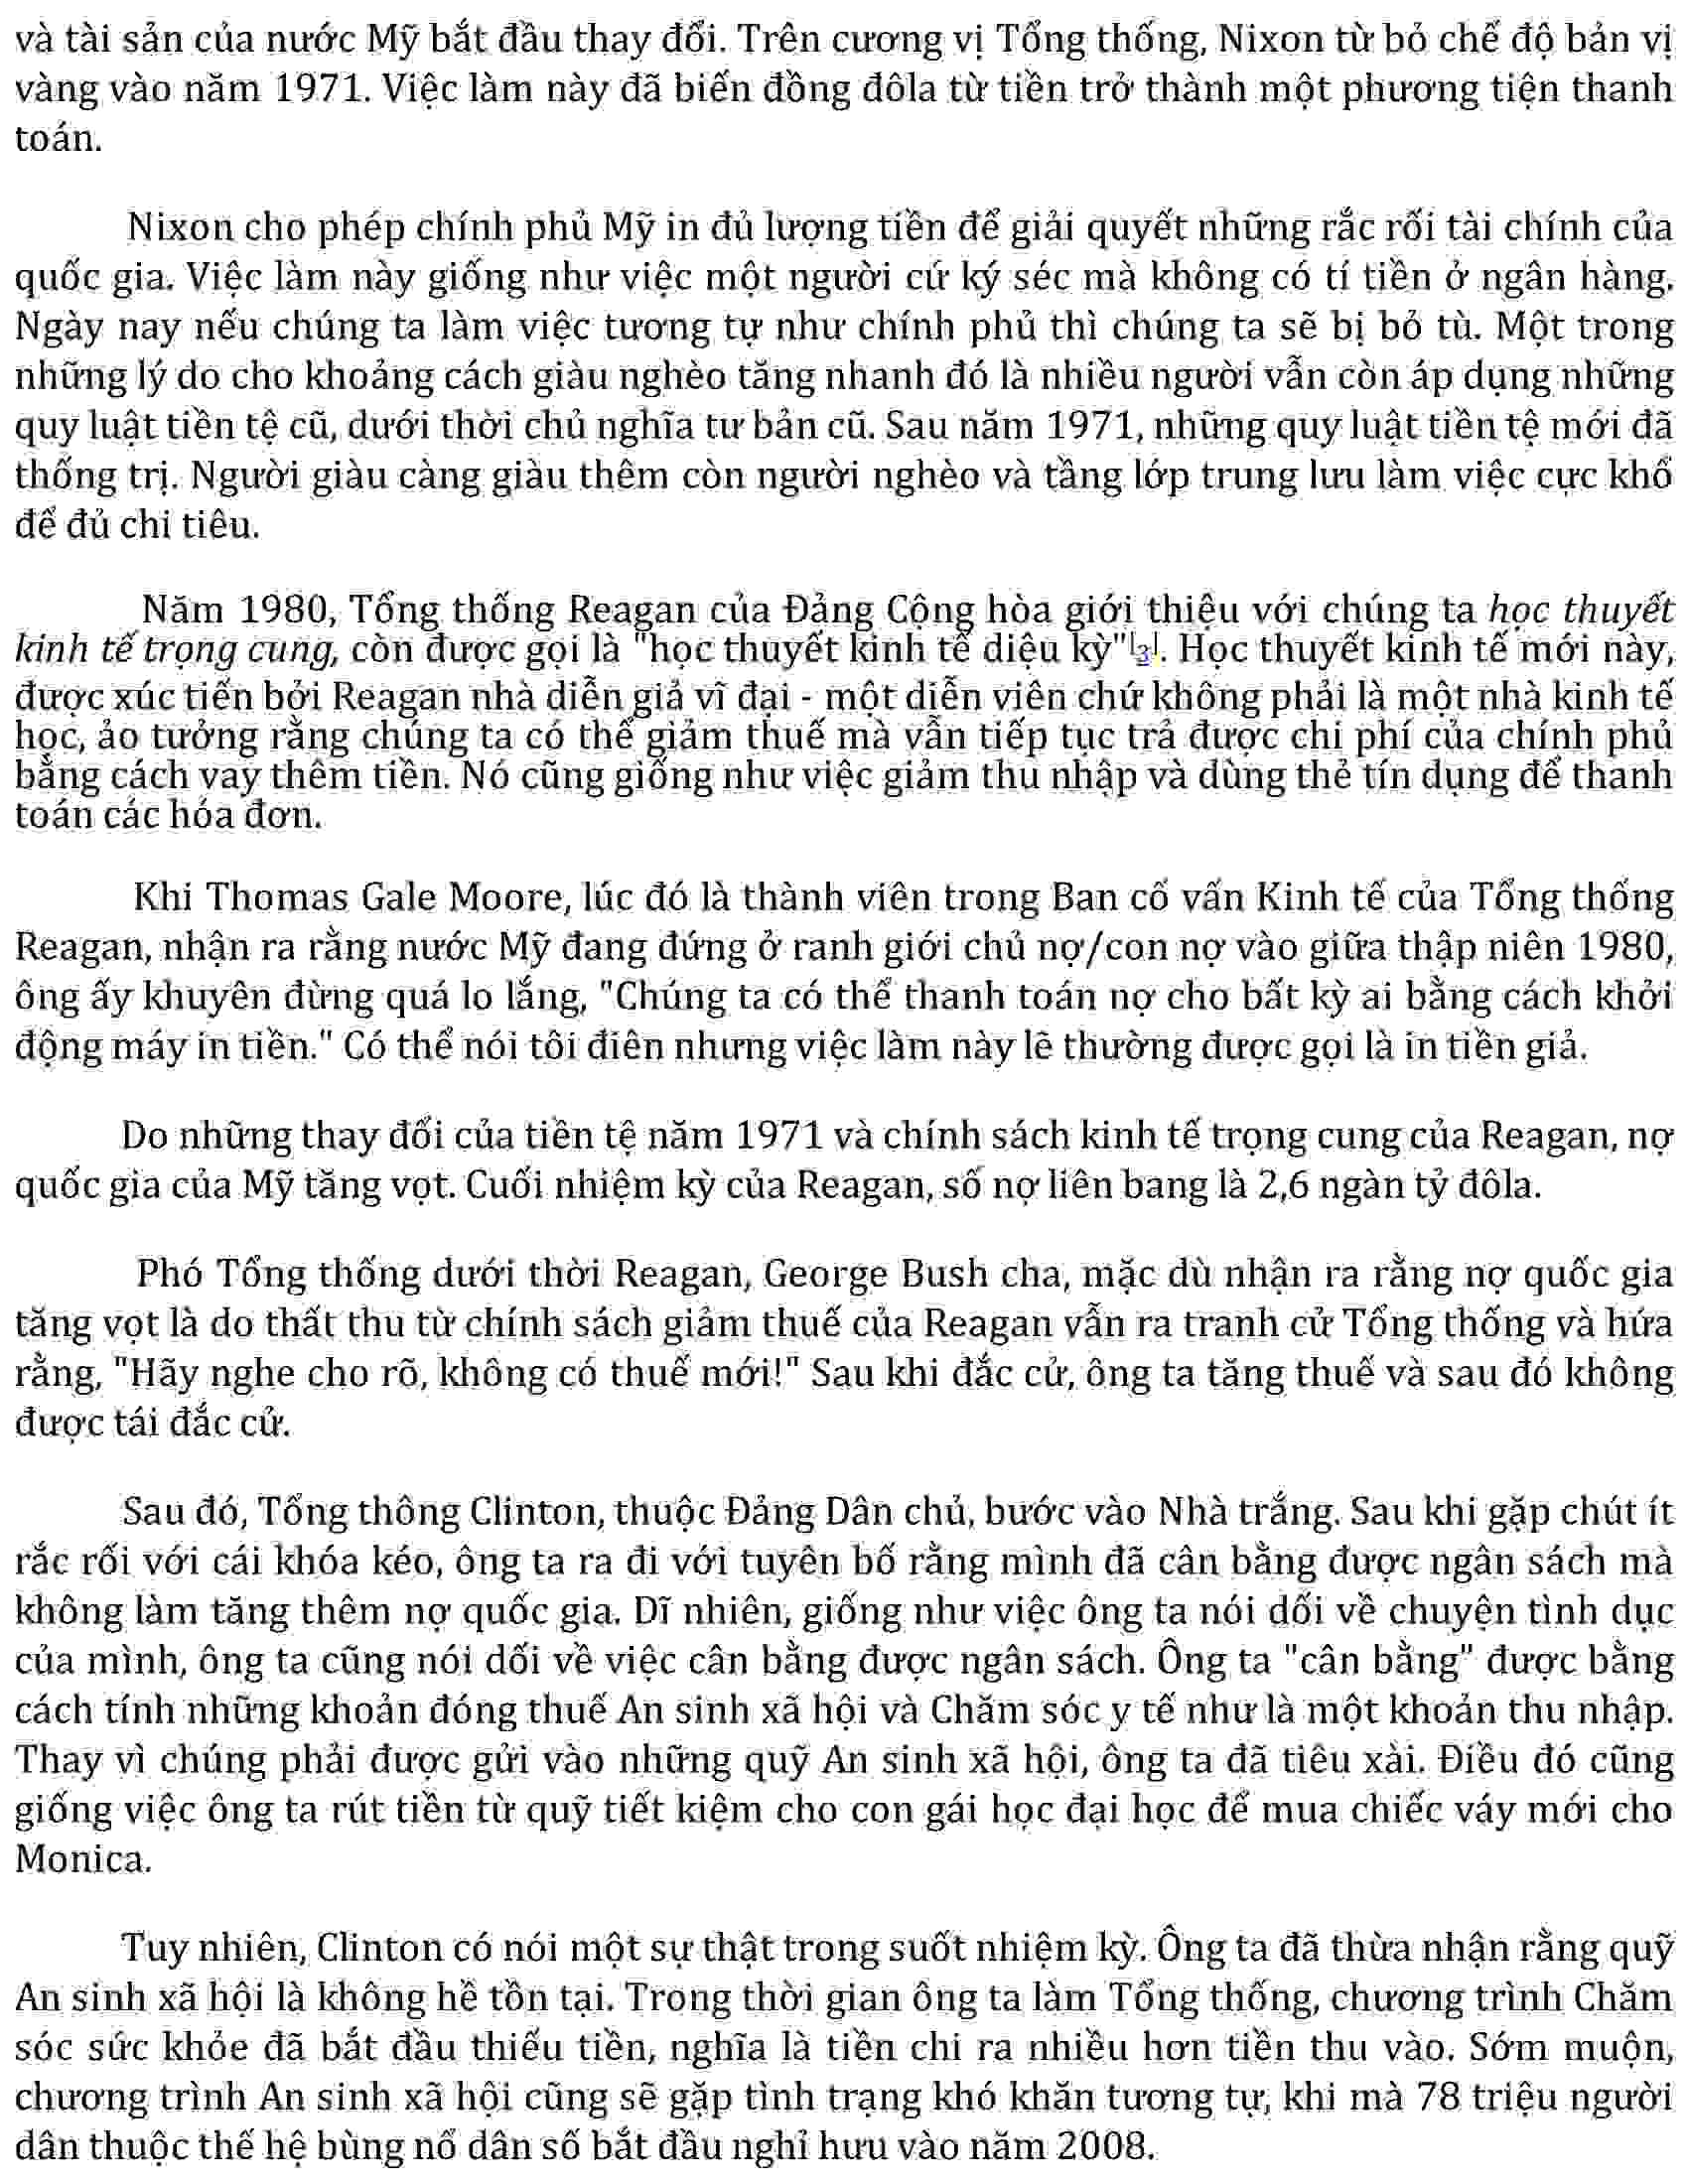 và tài sản của nước Mỹ bắt đầu thay đổi. Trên cương vị Tổng thống, Nixon từ bỏ chế độ bản vị
vàng vào năm 1971. Việc làm này đã biến đồng đôla từ tiền trở thành một phương tiện thanh
toán.
Nixon cho phép chính phủ Mỹ in đủ lượng tiền để giải quyết những rắc rối tài chính của
quốc gia. Việc làm này giống như việc một người cứ ký séc mà không có tí tiền ở ngân hàng.
Ngày nay nếu chúng ta làm việc tương tự như chính phủ thì chúng ta sẽ bị bỏ tù. Một trong
những lý do cho khoảng cách giàu nghèo tăng nhanh đó là nhiều người vẫn còn áp dụng những
quy luật tiền tệ cũ, dưới thời chủ nghĩa tư bản cũ. Sau năm 1971, những quy luật tiền tệ mới đã
thống trị. Người giàu càng giàu thêm còn người nghèo và tầng lớp trung lưu làm việc cực khổ
để đủ chi tiêu.
Năm 1980, Tổng thống Reagan của Đảng Cộng hòa giới thiệu với chúng ta học thuyết
kinh tế trọng cung, còn được gọi là "học thuyết kinh tế diệu kỳ"[3]. Học thuyết kinh tế mới này,
được xúc tiến bởi Reagan nhà diễn giả vĩ đại - một diễn viên chứ không phải là một nhà kinh tế
học, ảo tưởng rằng chúng ta có thể giảm thuế mà vẫn tiếp tục trả được chi phí của chính phủ
bằng cách vay thêm tiền. Nó cũng giống như việc giảm thu nhập và dùng thẻ tín dụng để thanh
toán các hóa đơn.
Khi Thomas Gale Moore, lúc đó là thành viên trong Ban cố vấn Kinh tế của Tổng thống
Reagan, nhận ra rằng nước Mỹ đang đứng ở ranh giới chủ nợ/con nợ vào giữa thập niên 1980,
ông ấy khuyên đừng quá lo lắng, "Chúng ta có thể thanh toán nợ cho bất kỳ ai bằng cách khởi
động máy in tiền." Có thể nói tôi điên nhưng việc làm này lẽ thường được gọi là in tiền giả.
Do những thay đổi của tiền tệ năm 1971 và chính sách kinh tế trọng cung của Reagan, nợ
quốc gia của Mỹ tăng vọt. Cuối nhiệm kỳ của Reagan, số nợ liên bang là 2,6 ngàn tỷ đôla.
Phó Tổng thống dưới thời Reagan, George Bush cha, mặc dù nhận ra rằng nợ quốc gia
tăng vọt là do thất thu từ chính sách giảm thuế của Reagan vẫn ra tranh cử Tổng thống và hứa
rằng, "Hãy nghe cho rõ, không có thuế mới!" Sau khi đắc cử, ông ta tăng thuế và sau đó không
được tái đắc cử.
Sau đó, Tổng thông Clinton, thuộc Đảng Dân chủ, bước vào Nhà trắng. Sau khi gặp chút ít
rắc rối với cái khóa kéo, ông ta ra đi với tuyên bố rằng mình đã cân bằng được ngân sách mà
không làm tăng thêm nợ quốc gia. Dĩ nhiên, giống như việc ông ta nói dối về chuyện tình dục
của mình, ông ta cũng nói dối về việc cân bằng được ngân sách. Ông ta "cân bằng" được bằng
cách tính những khoản đóng thuế An sinh xã hội và Chăm sóc y tế như là một khoản thu nhập.
Thay vì chúng phải được gửi vào những quỹ An sinh xã hội, ông ta đã tiêu xài. Điều đó cũng
giống việc ông ta rút tiền từ quỹ tiết kiệm cho con gái học đại học để mua chiếc váy mới cho
Monica.
Tuy nhiên, Clinton có nói một sự thật trong suốt nhiệm kỳ. Ông ta đã thừa nhận rằng quỹ
An sinh xã hội là không hề tồn tại. Trong thời gian ông ta làm Tổng thống, chương trình Chăm
sóc sức khỏe đã bắt đầu thiếu tiền, nghĩa là tiền chi ra nhiều hơn tiền thu vào. Sớm muộn,
chương trình An sinh xã hội cũng sẽ gặp tình trạng khó khăn tương tự, khi mà 78 triệu người
dân thuộc thế hệ bùng nổ dân số bắt đầu nghỉ hưu vào năm 2008.